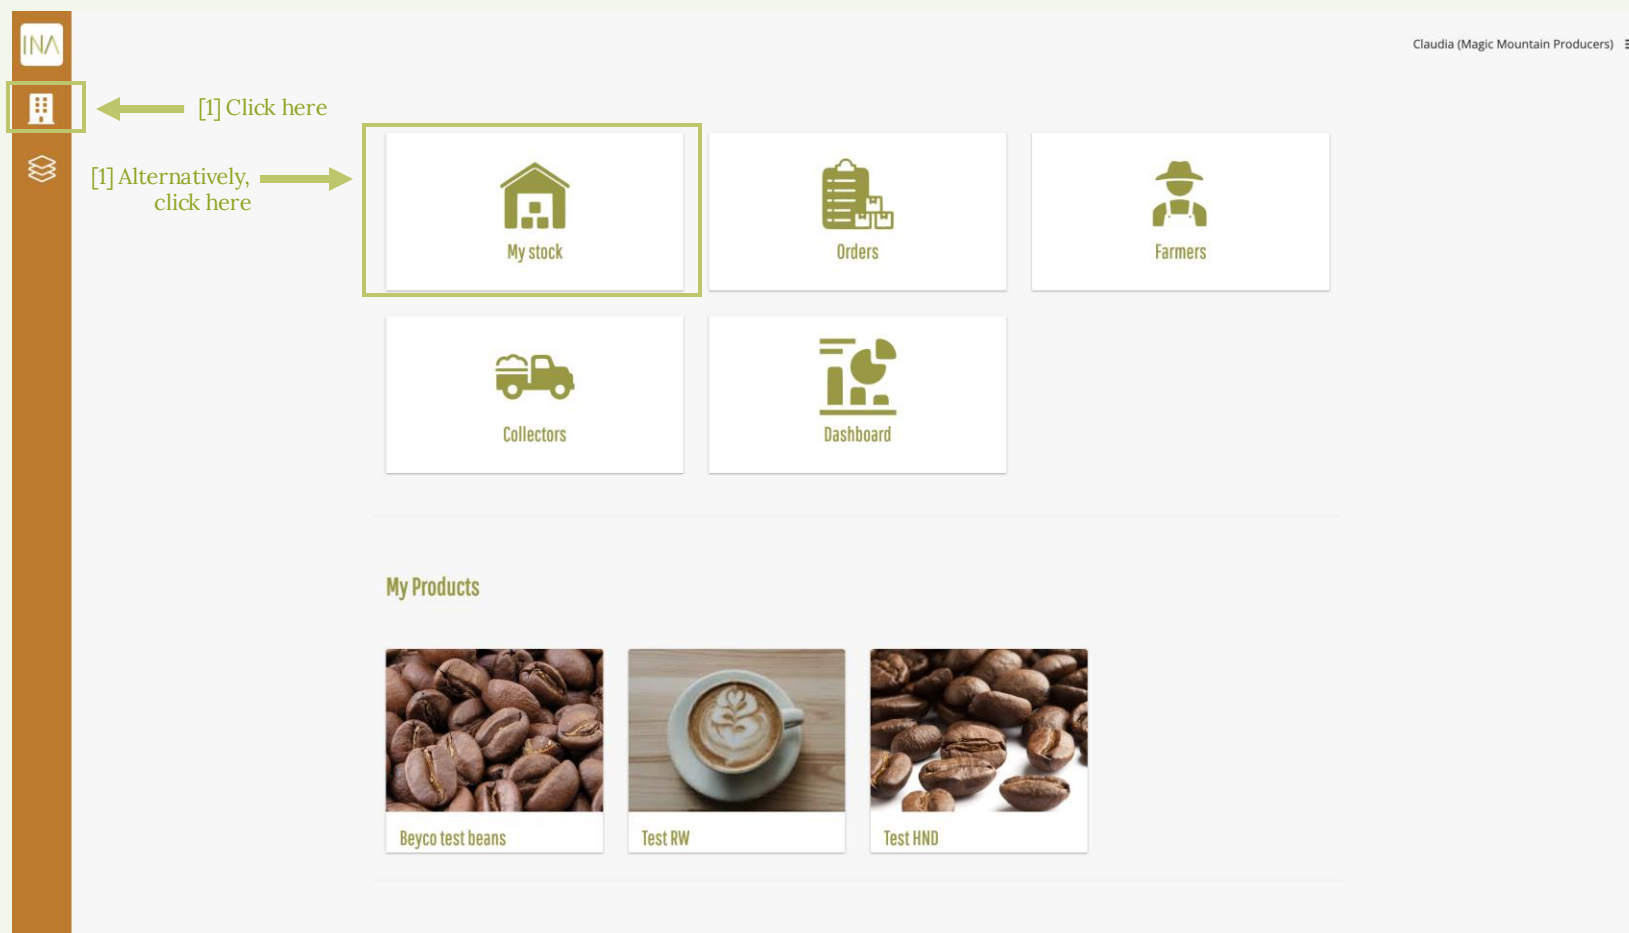 INA
Claudia (Magic Mountain Producers)
[1] Click here
[1] Alternatively,
click here
My stock
Orders
Farmers
Collectors
Dashboard
My Products
Beyco test beans
Test RW
Test HND